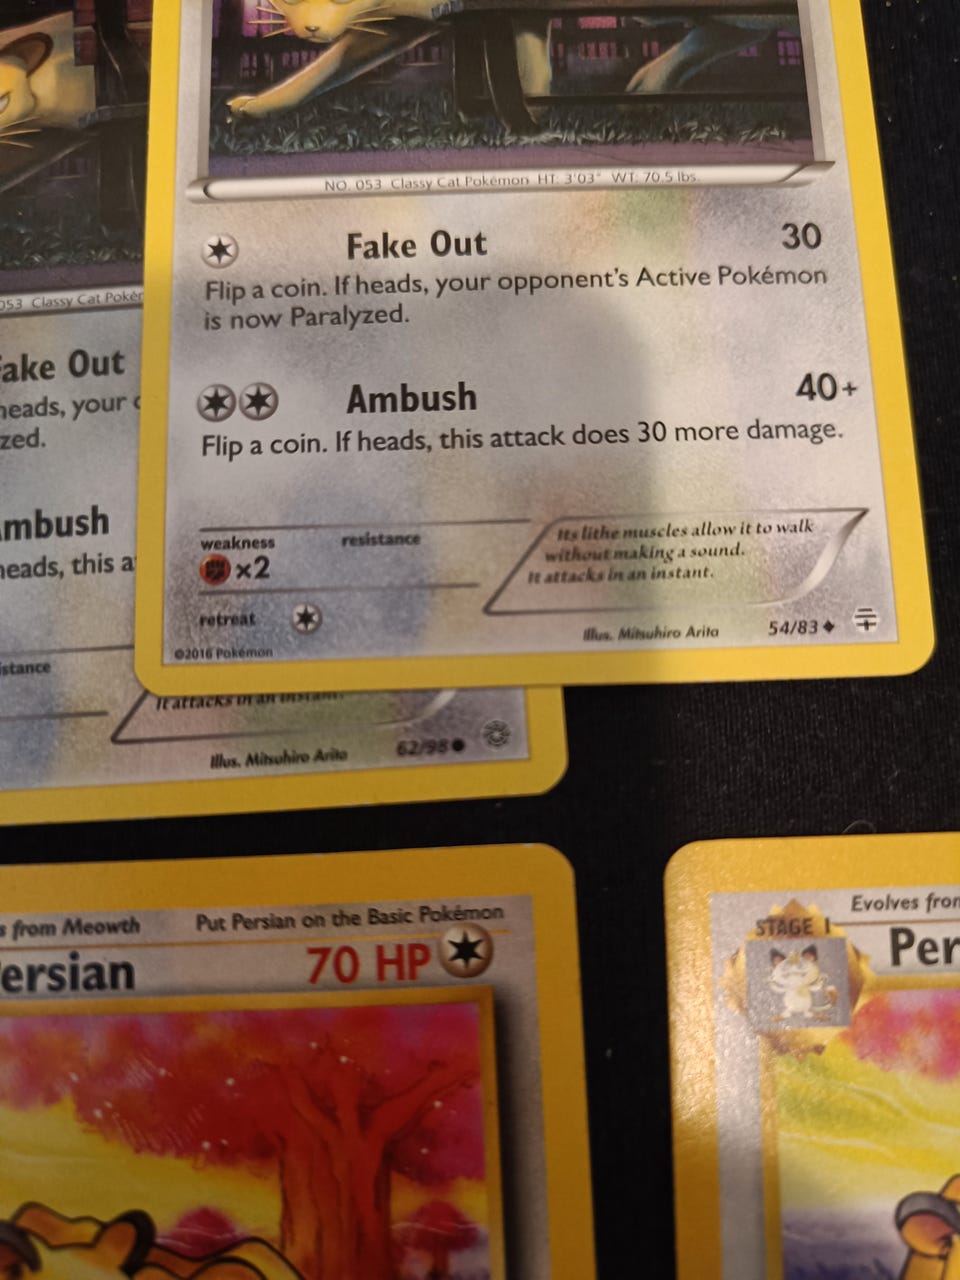 NO. 053 Classy Cat Pokémon HT: 3'03" WT: 70.5 lbs.
Fake Out 30
Flip a coin. If heads, your opponent's Active Pokémon
is now Paralyzed.
Ambush 40+
Flip a coin. If heads, this attack does 30 more damage.
weakness resistance
×2
retreat
Its lithe muscles allow it to walk
without making a sound.
It attacks in an instant.
Illus. Mitsuhiro Arita 54/83
©2016 Pokémon
053 Classy Cat Pokém
ake Out
heads, your
zed.
mbush
heads, this a
istance
It attacks in an instant.
Illus. Mitsuhiro Arita 62/98
s from Meowth Put Persian on the Basic Pokémon
ersian 70 HP
Evolves from
STAGE 1
Per